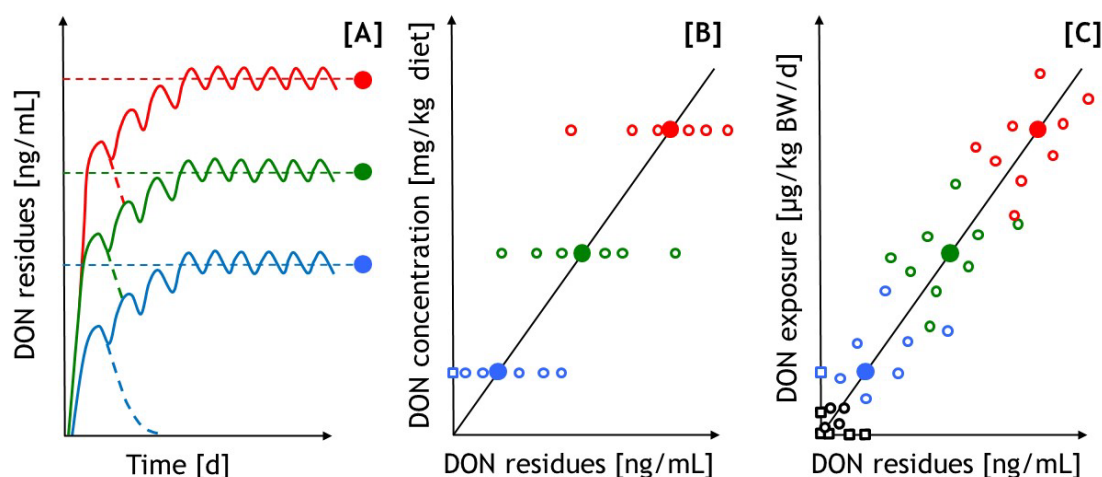 [A]
DON residues [ng/mL]
Time [d]
[B]
DON concentration [mg/kg diet]
DON residues [ng/mL]
[C]
DON exposure [µg/kg BW/d]
DON residues [ng/mL]